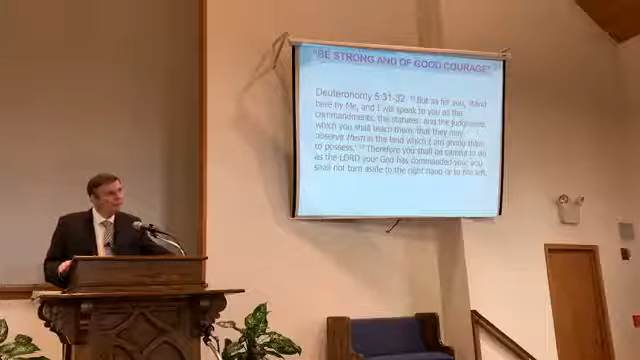 "BE STRONG AND OF GOOD COURAGE"
Deuteronomy 5:31-32 31 But as for you, stand
here by Me, and I will speak to you all the
commandments, the statutes, and the judgments
which you shall teach them, that they may
observe them in the land which I am giving them
to possess.' 32 Therefore you shall be careful to do
as the LORD your God has commanded you; you
shall not turn aside to the right hand or to the left.